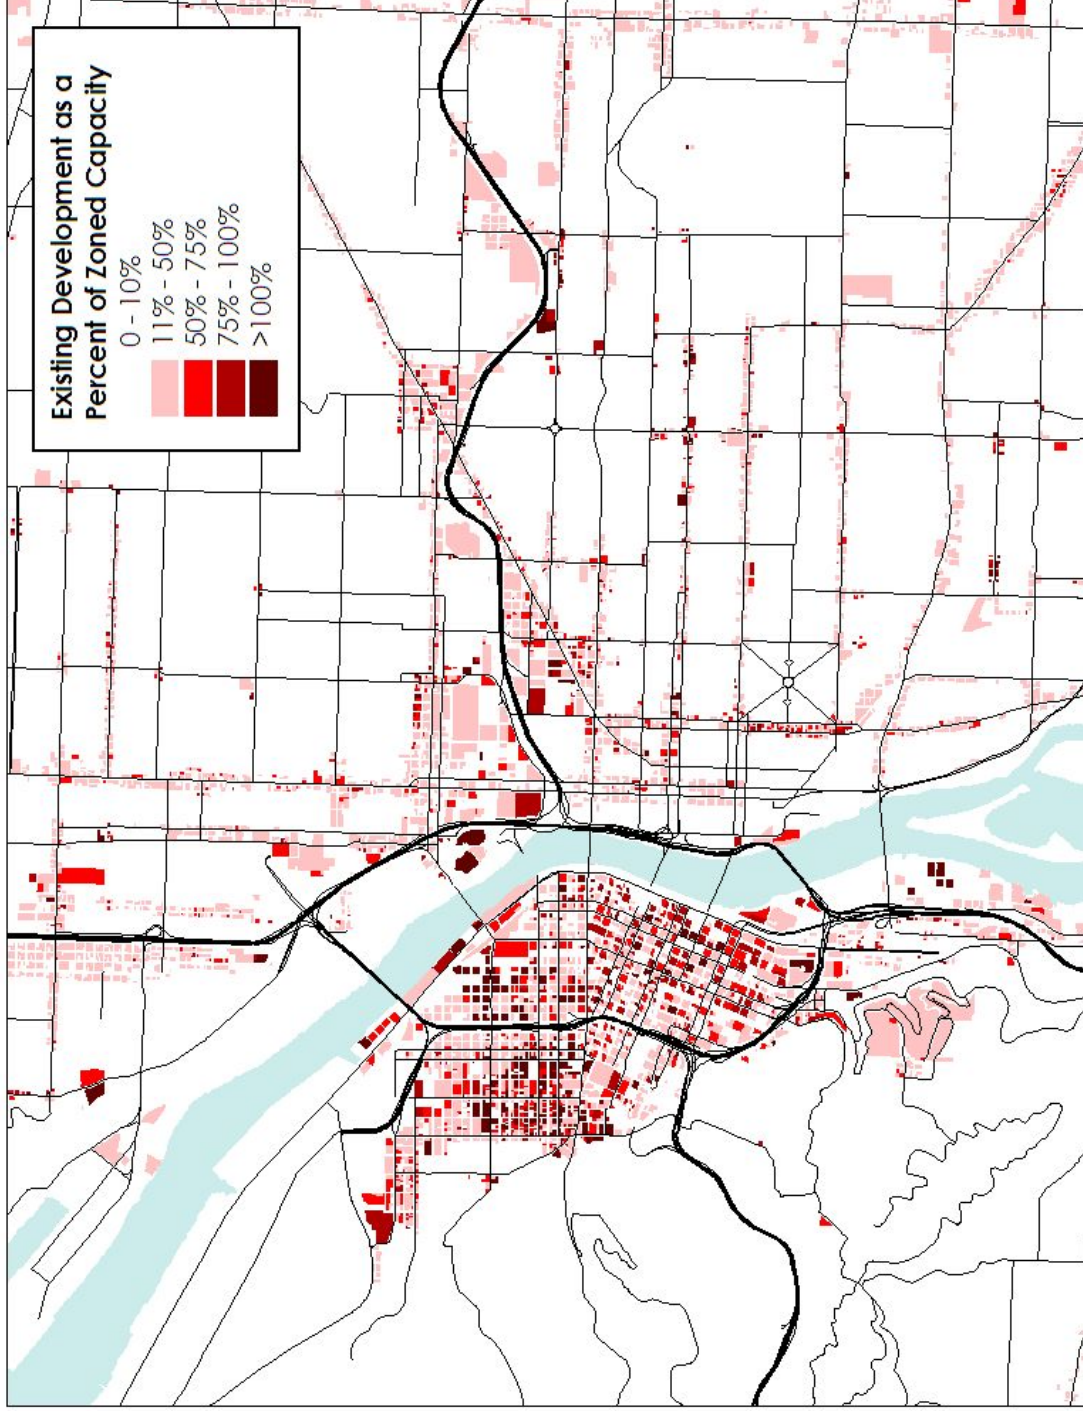 Existing Development as a
Percent of Zoned Capacity
0 - 10%
11% - 50%
50% - 75%
75% - 100%
>100%